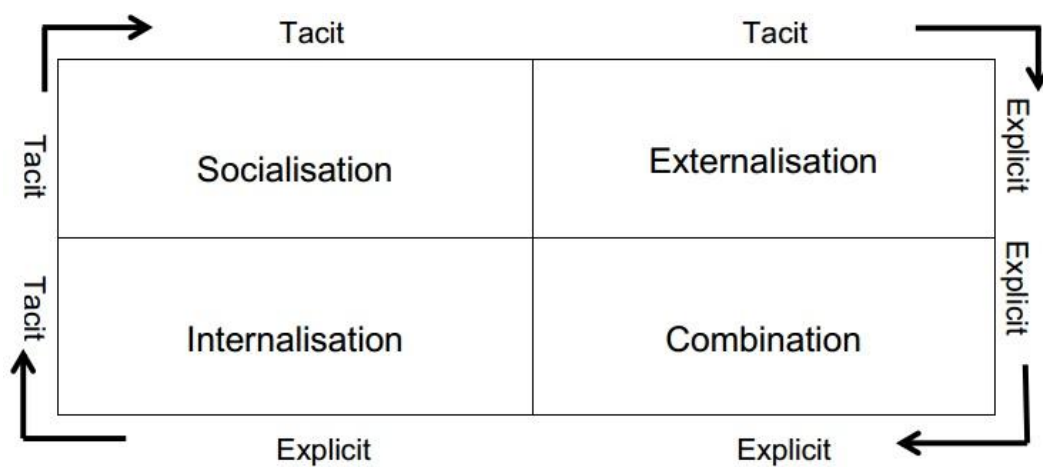 Tacit
Tacit
Tacit
Explicit
Socialisation
Externalisation
Tacit
Explicit
Internalisation
Combination
Explicit
Explicit